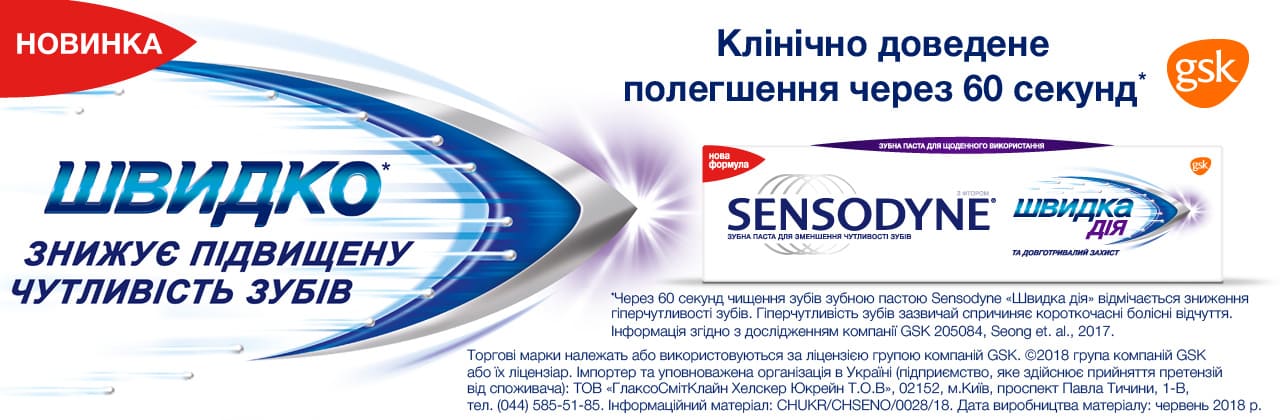 НОВИНКА
ШВИДКО*
ЗНИЖУЄ ПІДВИЩЕНУ
ЧУТЛИВІСТЬ ЗУБІВ
Клінічно доведене
полегшення через 60 секунд*
gsk
ЗУБНА ПАСТА ДЛЯ ЩОДЕННОГО ВИКОРИСТАННЯ
нова
формула
gsk
З ФТОРОМ
SENSODYNE®
ЗУБНА ПАСТА ДЛЯ ЗМЕНШЕННЯ ЧУТЛИВОСТІ ЗУБІВ
ШВИДКА
ДІЯ
ТА ДОВГОТРИВАЛИЙ ЗАХИСТ
*Через 60 секунд чищення зубів зубною пастою Sensodyne «Швидка дія» відмічається зниження
гіперчутливості зубів. Гіперчутливість зубів зазвичай спричиняє короткочасні болісні відчуття.
Інформація згідно з дослідженням компанії GSK 205084, Seong et. al., 2017.
Торгові марки належать або використовуються за ліцензією групою компаній GSK. ©2018 група компаній GSK
або їх ліцензіар. Імпортер та уповноважена організація в Україні (підприємство, яке здійснює прийняття претензій
від споживача): ТОВ «ГлаксоСмітКлайн Хелскер Юкрейн Т.О.В», 02152, м.Київ, проспект Павла Тичини, 1-В,
тел. (044) 585-51-85. Інформаційний матеріал: CHUKR/CHSENO/0028/18. Дата виробництва матеріалу: червень 2018 р.